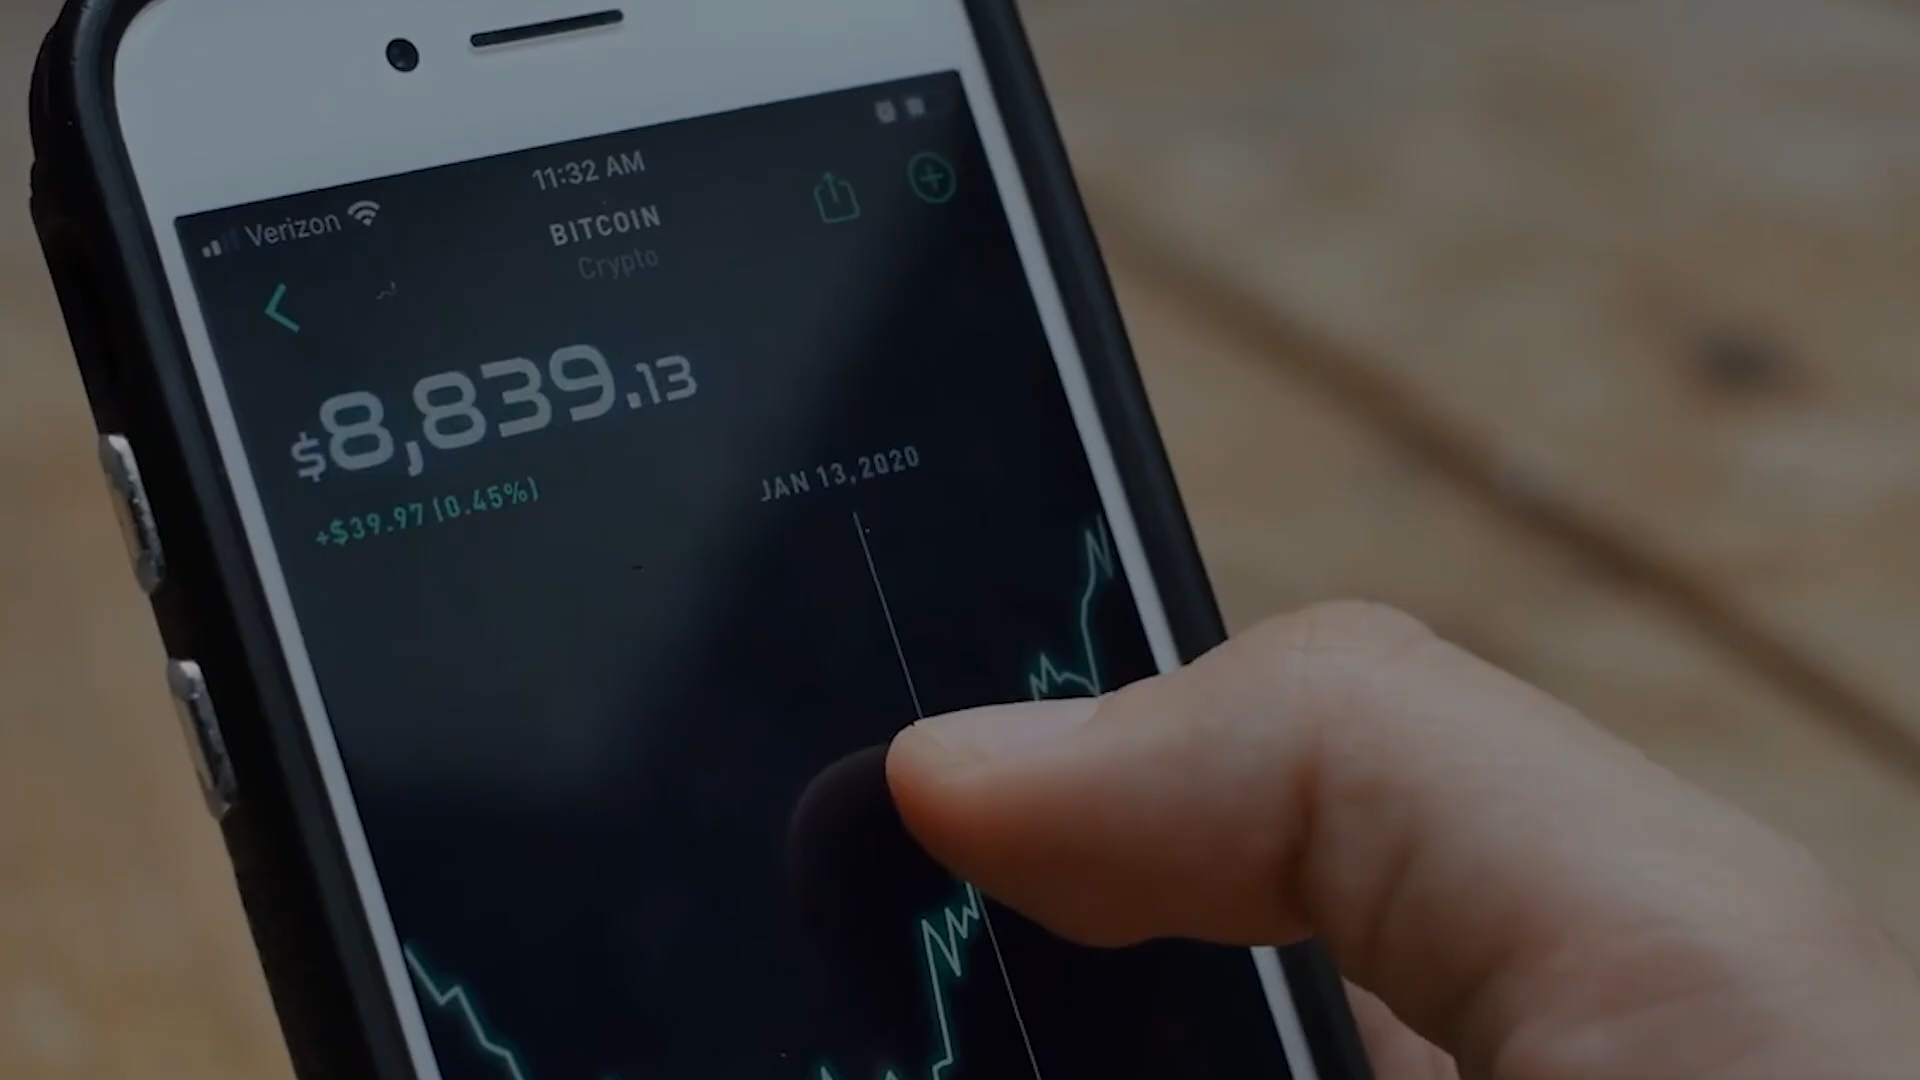 11:32 AM
Verizon
BITCOIN
Crypto
$8,839.13
+$39.97 (0.45%)
JAN 13, 2020